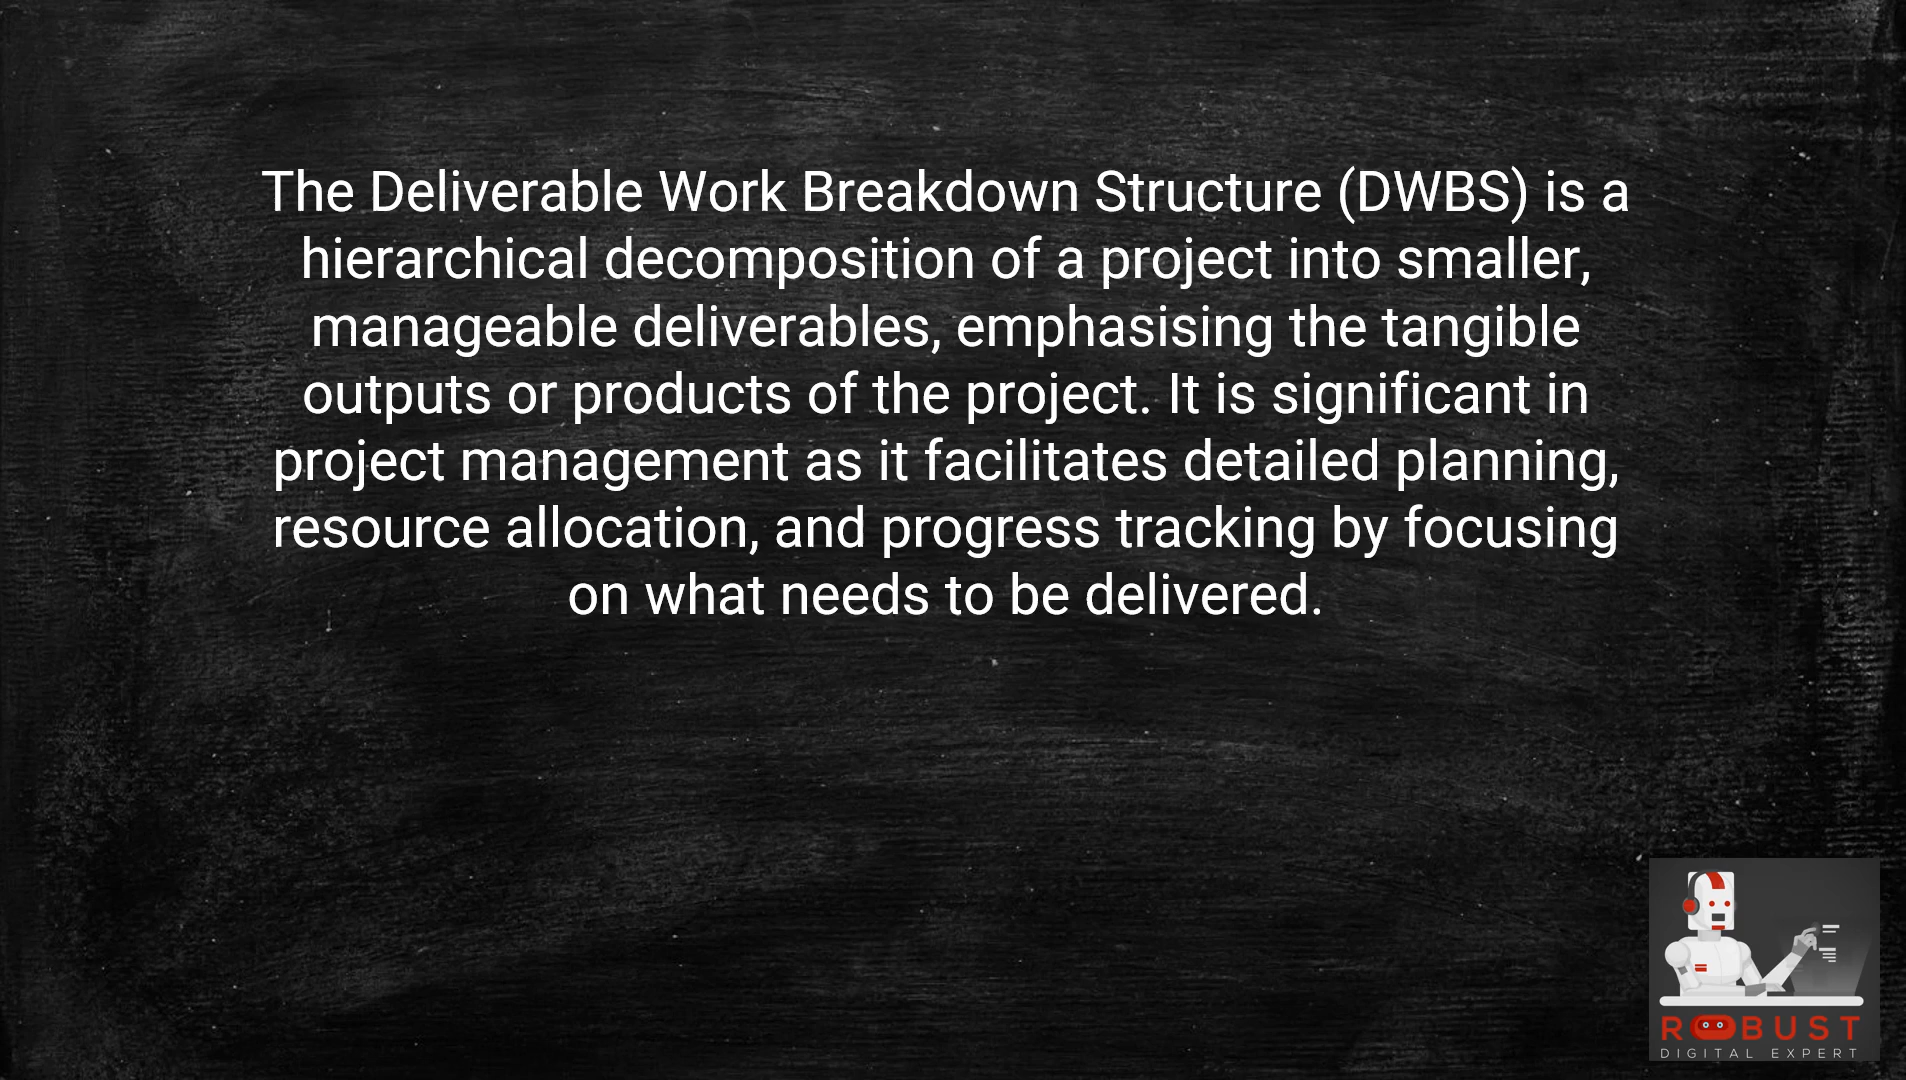 The Deliverable Work Breakdown Structure (DWBS) is a
hierarchical decomposition of a project into smaller,
manageable deliverables, emphasising the tangible
outputs or products of the project. It is significant in
project management as it facilitates detailed planning,
resource allocation, and progress tracking by focusing
on what needs to be delivered.
ROBUST
DIGITAL EXPERT